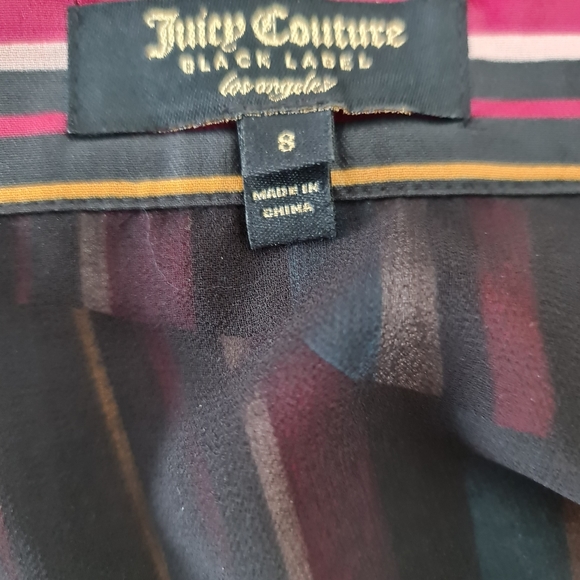 Juicy Couture
BLACK LABEL
los angeles
8
MADE IN
CHINA